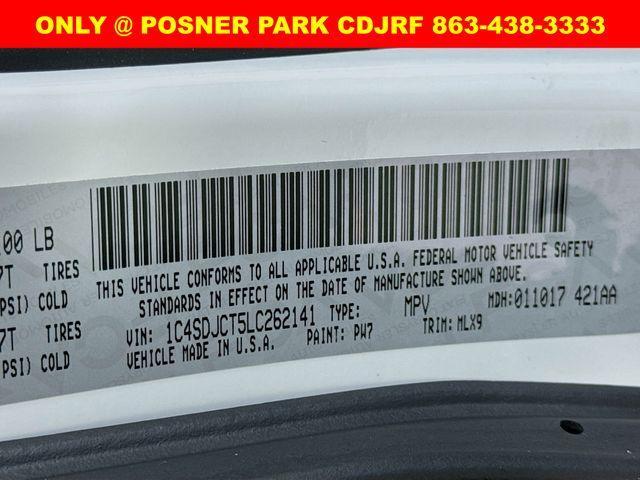 ONLY @ POSNER PARK CDJRF 863-438-3333
00 LB
7T TIRES
PSI) COLD
7T TIRES
PSI) COLD
THIS VEHICLE CONFORMS TO ALL APPLICABLE U.S.A. FEDERAL MOTOR VEHICLE SAFETY
STANDARDS IN EFFECT ON THE DATE OF MANUFACTURE SHOWN ABOVE.
VIN: 1C4SDJCT5LC262141 TYPE: MPV MDH:011017 421AA
VEHICLE MADE IN U.S.A. PAINT: PW7 TRIM: MLX9